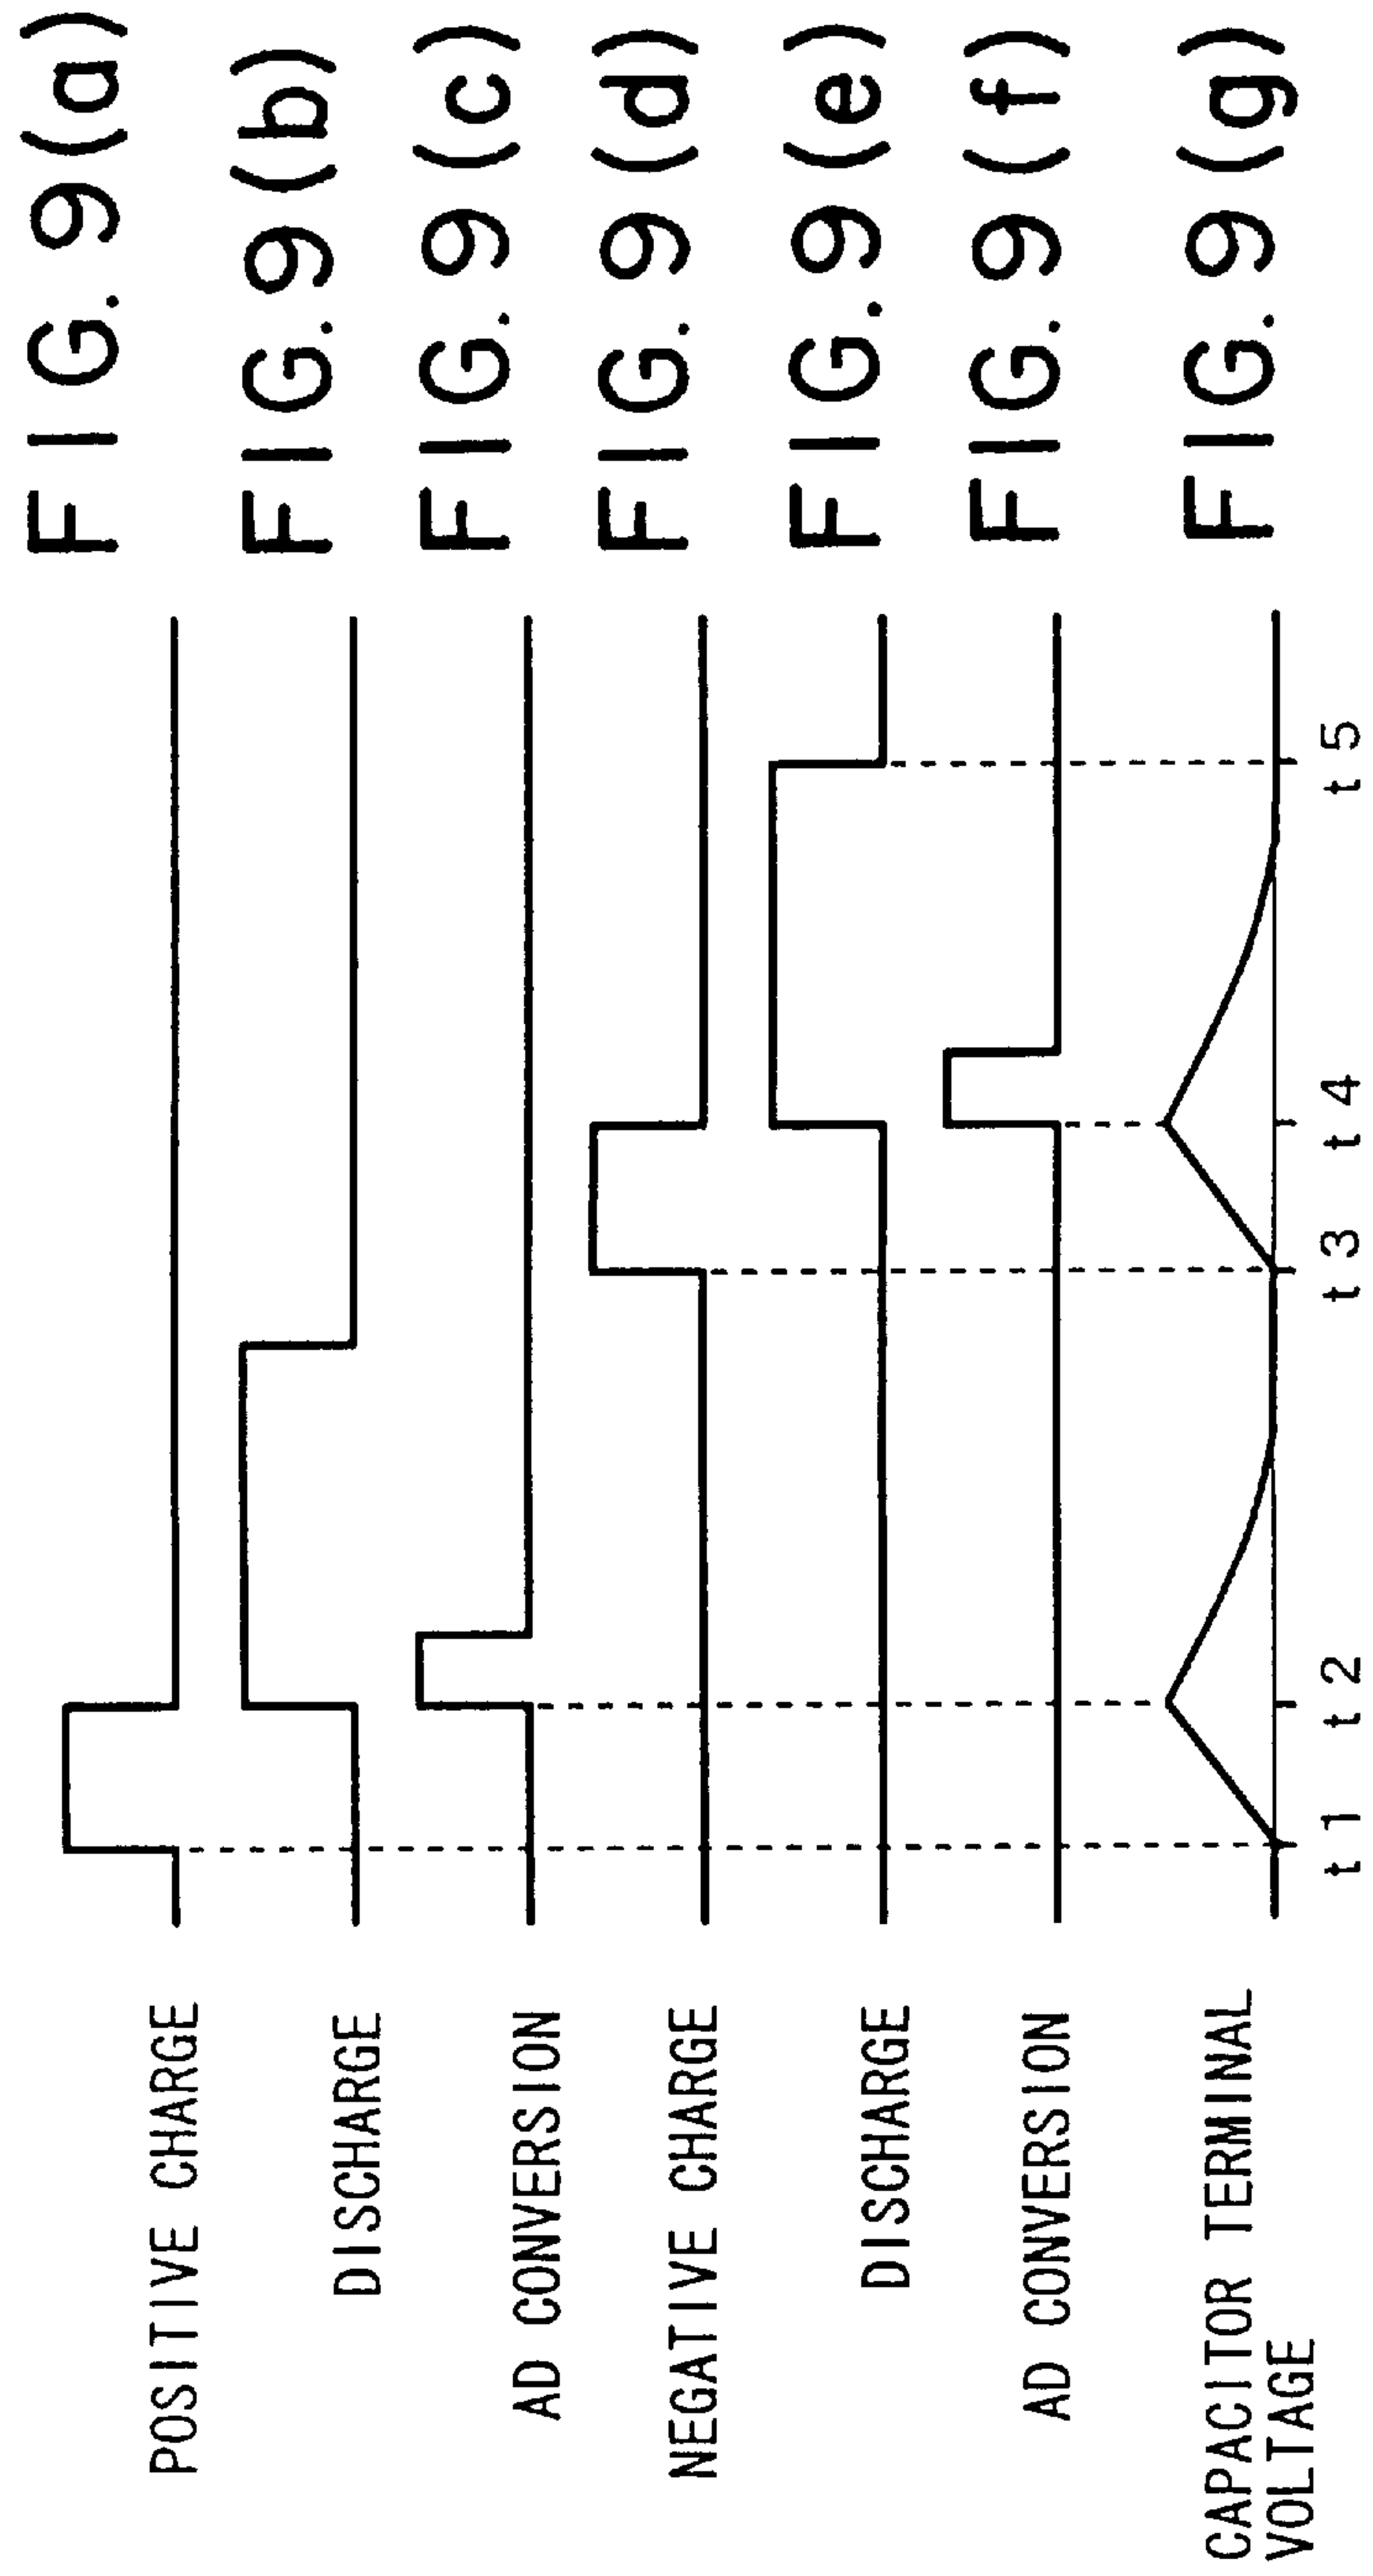 POSITIVE CHARGE
FIG. 9(a)
DISCHARGE
FIG. 9(b)
AD CONVERSION
FIG. 9(c)
NEGATIVE CHARGE
FIG. 9(d)
DISCHARGE
FIG. 9(e)
AD CONVERSION
FIG. 9(f)
CAPACITOR TERMINAL
VOLTAGE
FIG. 9(g)
t1
t2
t3
t4
t5